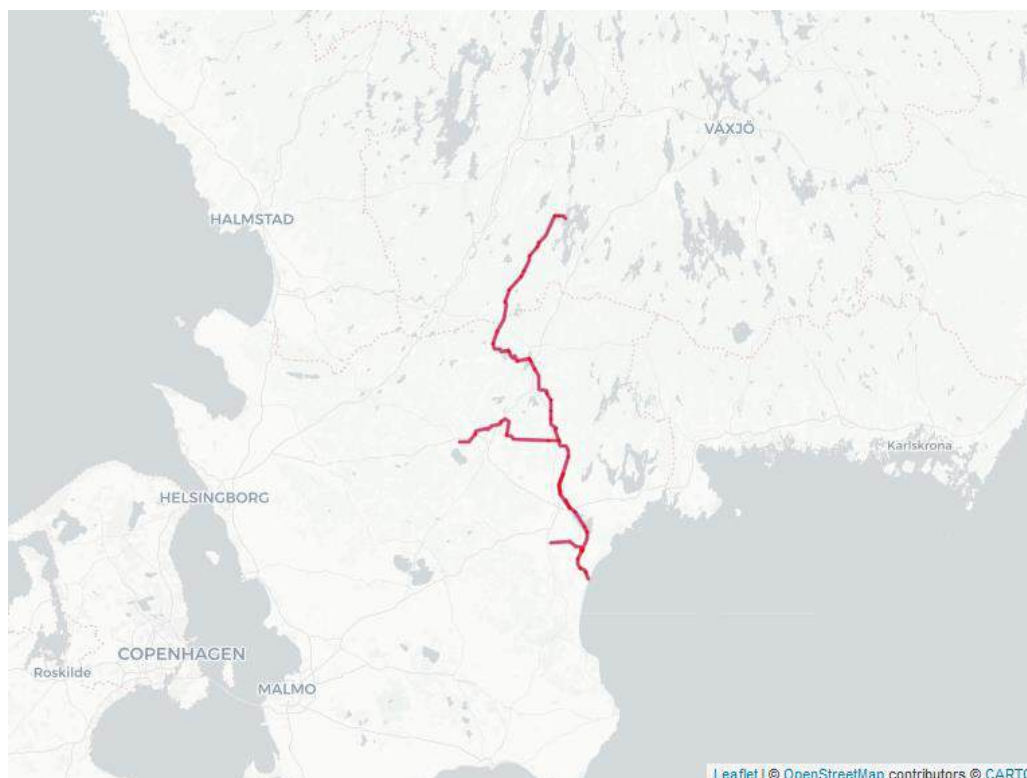 VÄXJÖ
HALMSTAD
Karlskrona
HELSINGBORG
COPENHAGEN
Roskilde
MALMO
Leaflet | © OpenStreetMap contributors © CARTO